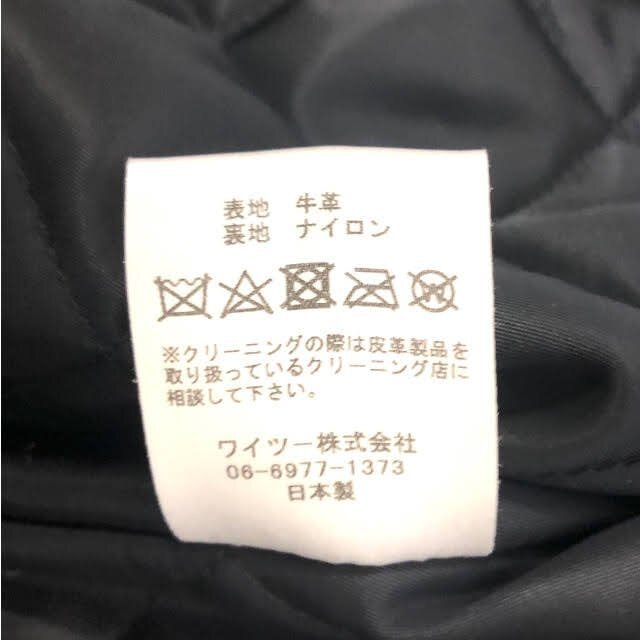 表地 牛革
裏地 ナイロン
※クリーニングの際は皮革製品を
取り扱っているクリーニング店に
相談して下さい。
ワイツー株式会社
06-6977-1373
日本製